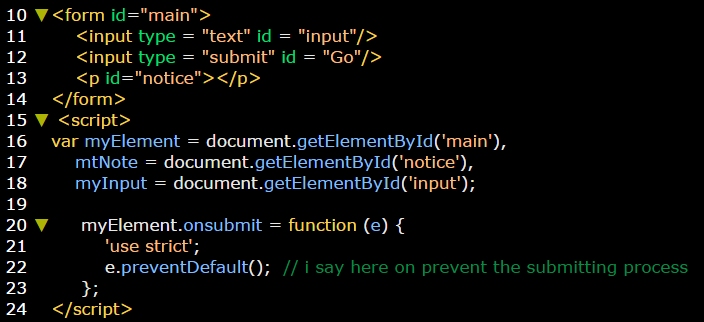 10 ▼ <form id="main">
11 <input type = "text" id = "input"/>
12 <input type = "submit" id = "Go"/>
13 <p id="notice"></p>
14 </form>
15 ▼ <script>
16 var myElement = document.getElementById('main'),
17 mtNote = document.getElementById('notice'),
18 myInput = document.getElementById('input');
19
20 ▼ myElement.onsubmit = function (e) {
21 'use strict';
22 e.preventDefault(); // i say here on prevent the submitting process
23 };
24 </script>